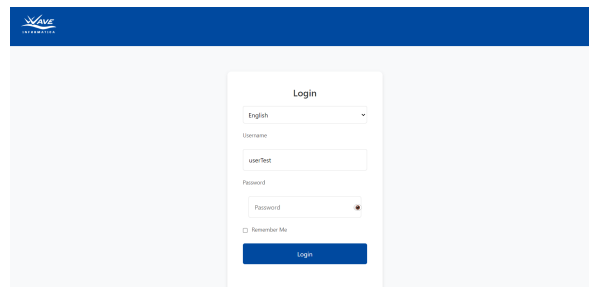 WAVE
INFORMATICA
Login
English
Username
userTest
Password
Password
Remember Me
Login